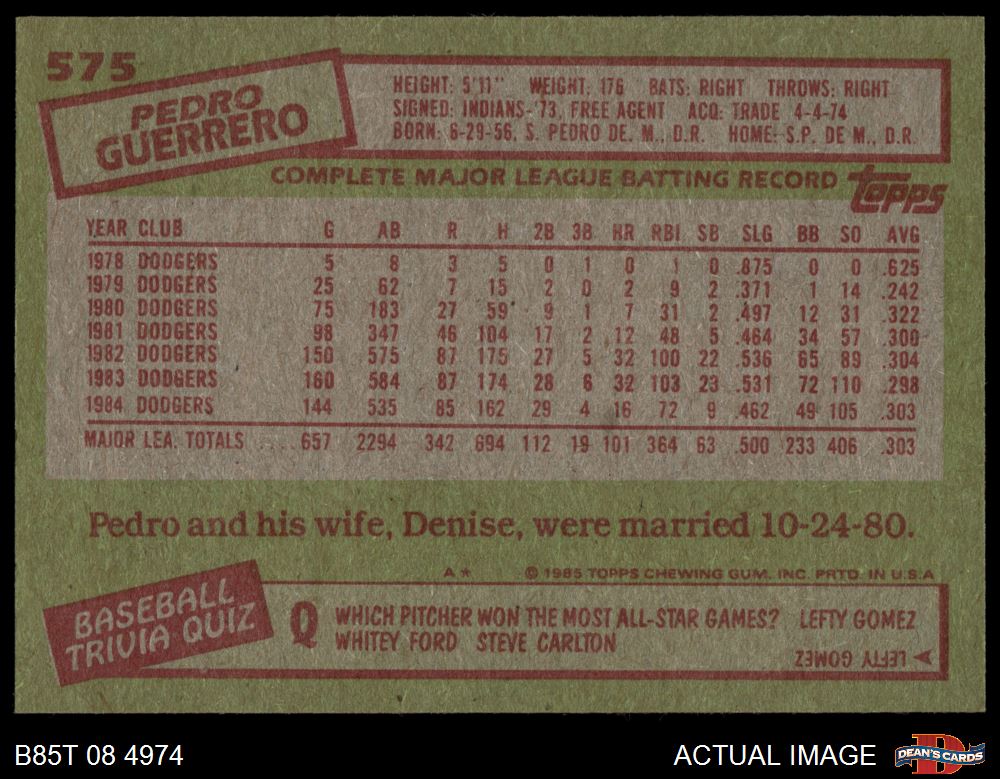 575
PEDRO
GUERRERO
HEIGHT: 5'11" WEIGHT: 176 BATS: RIGHT THROWS: RIGHT
SIGNED: INDIANS-'73, FREE AGENT ACQ: TRADE 4-4-74
BORN: 6-29-56, S. PEDRO DE. M., D.R. HOME: S.P. DE M., D.R.
COMPLETE MAJOR LEAGUE BATTING RECORD
Topps
YEAR CLUB G AB R H 2B 3B HR RBI SB SLG BB SO AVG
1978 DODGERS 5 8 3 5 0 1 0 1 0 .875 0 0 .625
1979 DODGERS 25 62 7 15 2 0 2 9 2 .371 1 14 .242
1980 DODGERS 75 183 27 59 9 1 7 31 2 .497 12 31 .322
1981 DODGERS 98 347 46 104 17 2 12 48 5 .464 34 57 .300
1982 DODGERS 150 575 87 175 27 5 32 100 22 .536 65 89 .304
1983 DODGERS 160 584 87 174 28 6 32 103 23 .531 72 110 .298
1984 DODGERS 144 535 85 162 29 4 16 72 9 .462 49 105 .303
MAJOR LEA. TOTALS .... 657 2294 342 694 112 19 101 364 63 .500 233 406 .303
Pedro and his wife, Denise, were married 10-24-80.
A* © 1985 TOPPS CHEWING GUM, INC. PRTD. IN U.S.A
BASEBALL
TRIVIA QUIZ
Q WHICH PITCHER WON THE MOST ALL-STAR GAMES? LEFTY GOMEZ
WHITEY FORD STEVE CARLTON
LEFTY GOMEZ
B85T 08 4974
ACTUAL IMAGE
D
DEAN'S CARDS